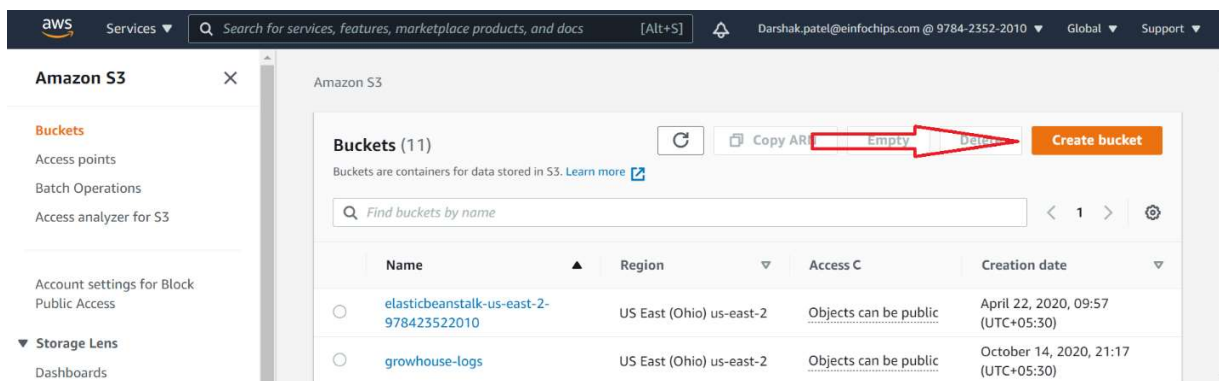 aws Services ▼ Search for services, features, marketplace products, and docs [Alt+S] Darshak.patel@einfochips.com @ 9784-2352-2010 ▼ Global ▼ Support ▼
Amazon S3 ×
Buckets
Access points
Batch Operations
Access analyzer for S3
Account settings for Block
Public Access
▼ Storage Lens
Dashboards
Amazon S3
Buckets (11)
Copy ARN Empty Delete Create bucket
Buckets are containers for data stored in S3. Learn more
Find buckets by name
< 1 >
Name ▲ Region ▽ Access C Creation date ▽
elasticbeanstalk-us-east-2-
978423522010
US East (Ohio) us-east-2
Objects can be public
April 22, 2020, 09:57
(UTC+05:30)
growhouse-logs
US East (Ohio) us-east-2
Objects can be public
October 14, 2020, 21:17
(UTC+05:30)